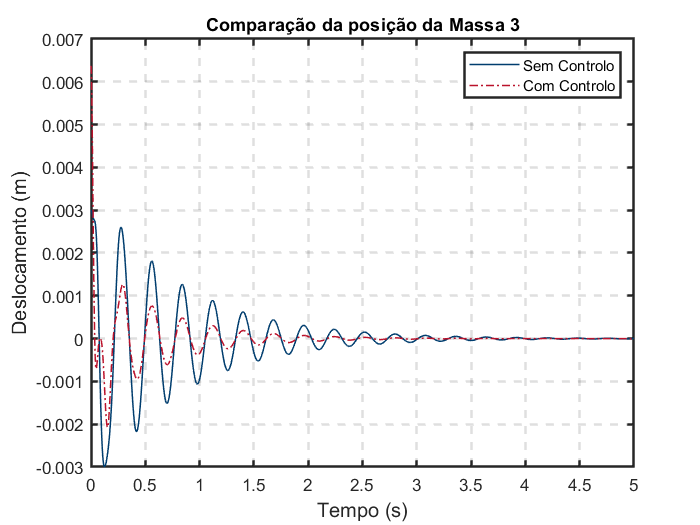 Comparação da posição da Massa 3
Sem Controlo
Com Controlo
Deslocamento (m)
0.007
0.006
0.005
0.004
0.003
0.002
0.001
0
-0.001
-0.002
-0.003
0 0.5 1 1.5 2 2.5 3 3.5 4 4.5 5
Tempo (s)